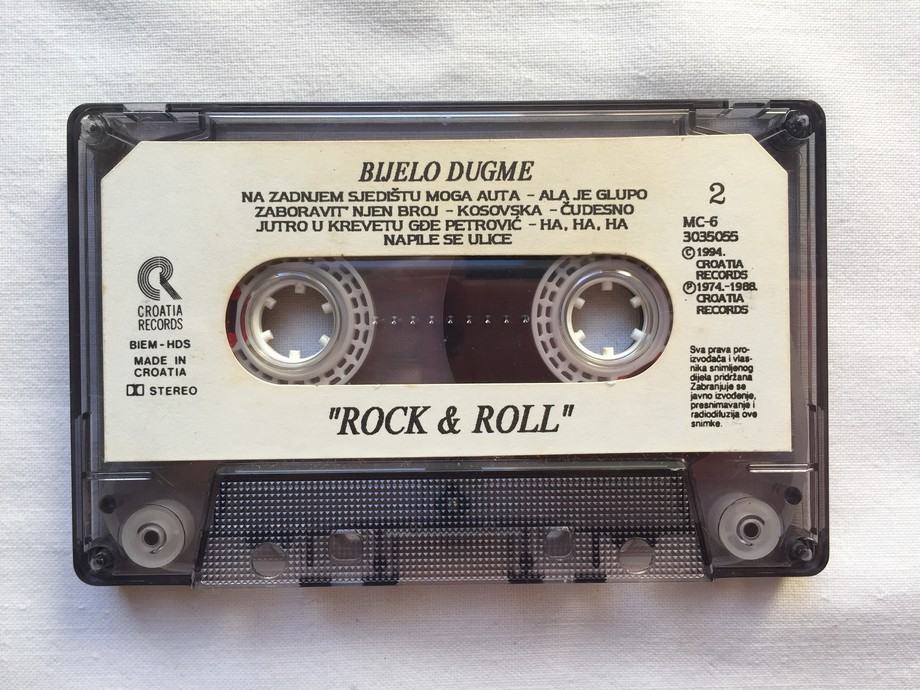 BIJELO DUGME
NA ZADNJEM SJEDIŠTU MOGA AUTA - ALA JE GLUPO
ZABORAVIT' NJEN BROJ - KOSOVSKA - ČUDESNO
JUTRO U KREVETU GĐE PETROVIĆ - HA, HA, HA
NAPILE SE ULICE
2
MC-6
3035055
©1994.
CROATIA
RECORDS
℗1974.-1988.
CROATIA
RECORDS
CROATIA
RECORDS
BIEM-HDS
MADE IN
CROATIA
STEREO
Sva prava pro-
izvođača i vlas-
nika snimljenog
dijela pridržana
Zabranjuje se
javno izvođenje,
presnimavanje i
radiodifuzija ove
snimke.
"ROCK & ROLL"